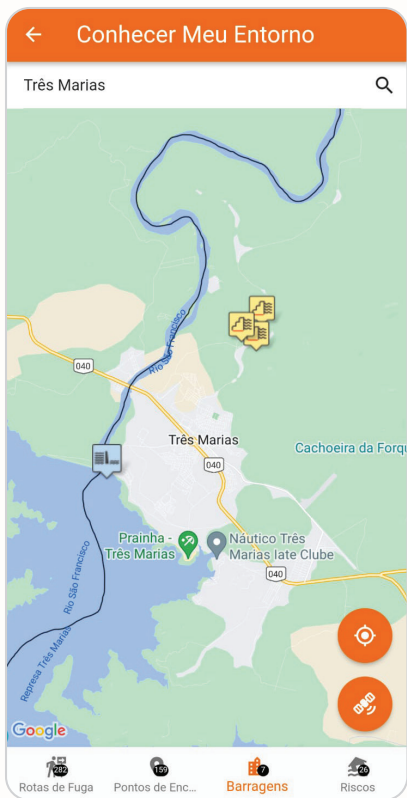 Conhecer Meu Entorno
Três Marias
Rio São Francisco
040
Três Marias
040
Cachoeira da Forqu
Prainha -
Três Marias
Náutico Três
Marias Iate Clube
Rio São Francisco
040
Represa Três Marias
Google
282
159
7
26
Rotas de Fuga
Pontos de Enc...
Barragens
Riscos